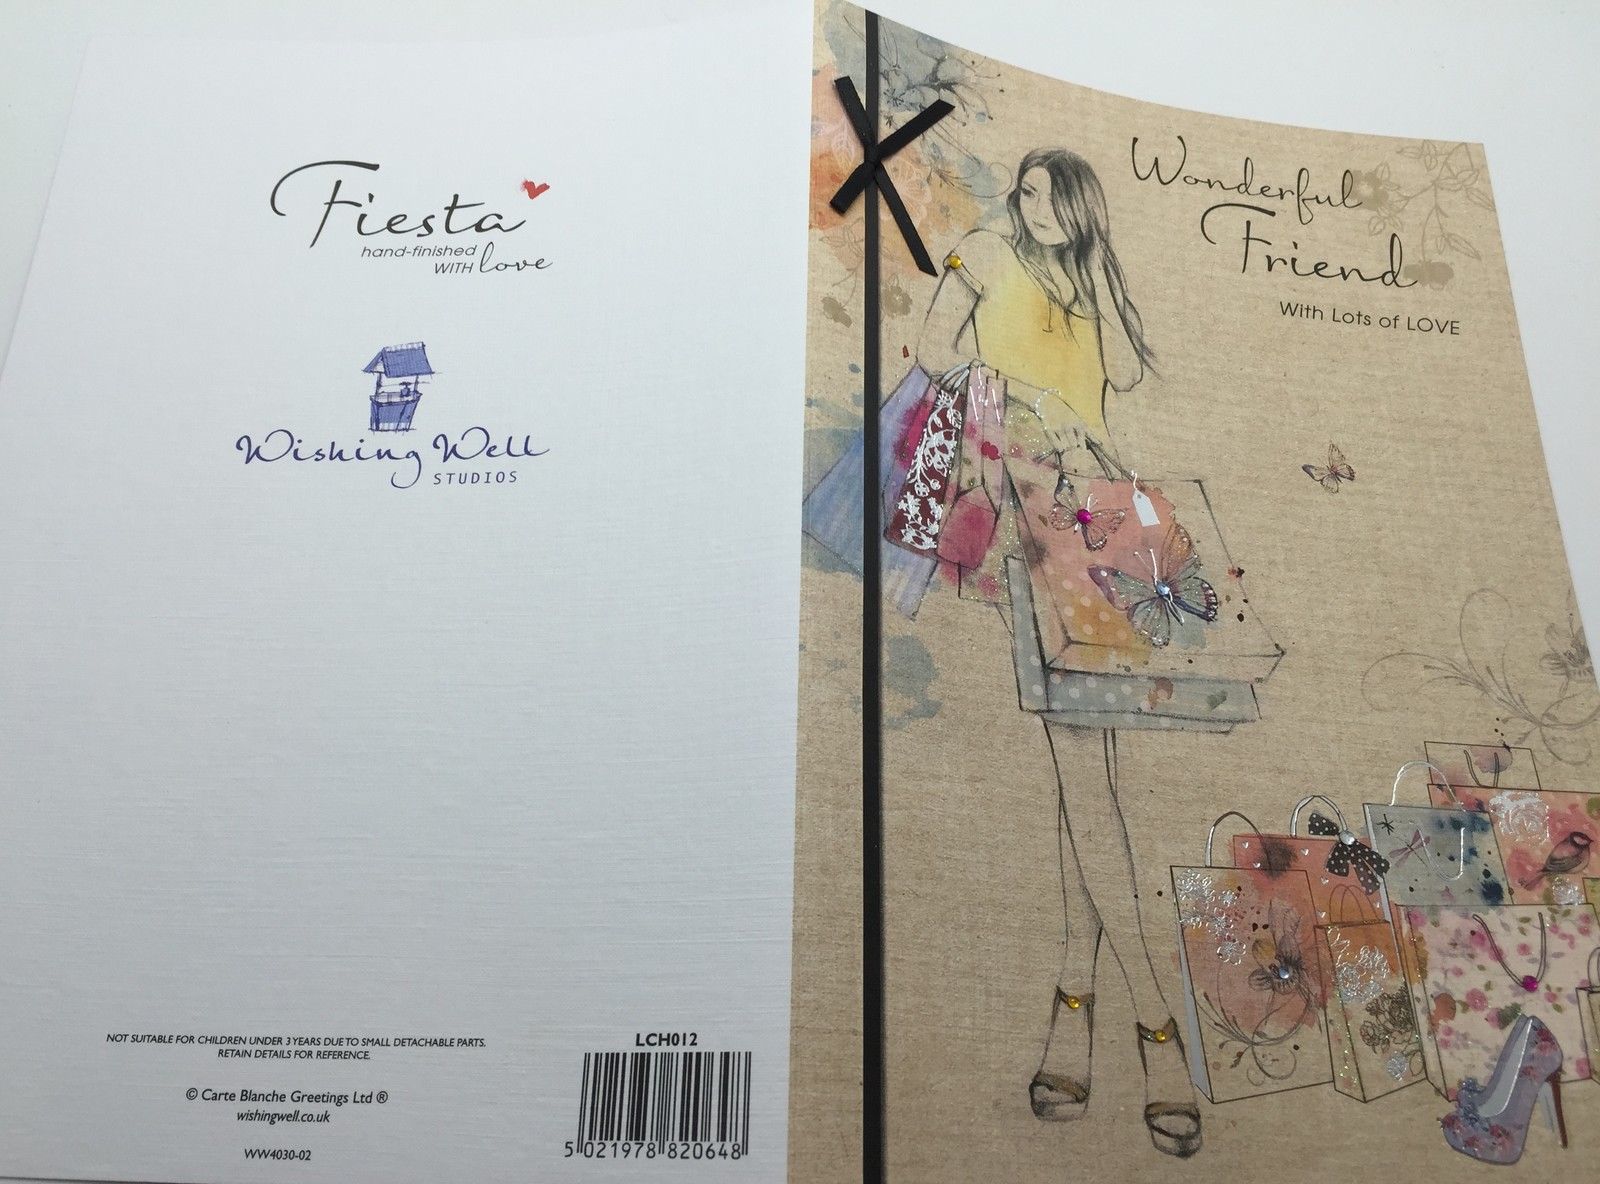 Fiesta
hand-finished
WITH love
Wishing Well
STUDIOS
NOT SUITABLE FOR CHILDREN UNDER 3 YEARS DUE TO SMALL DETACHABLE PARTS.
RETAIN DETAILS FOR REFERENCE.
© Carte Blanche Greetings Ltd ®
wishingwell.co.uk
WW4030-02
LCH012
5 021978 820648
Wonderful
Friend
With Lots of LOVE